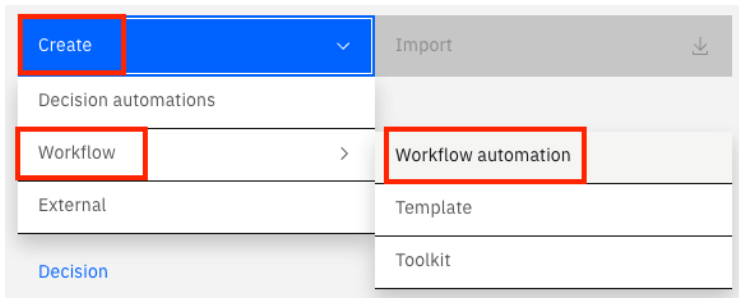 Create
Import
Decision automations
Workflow
Workflow automation
External
Template
Toolkit
Decision